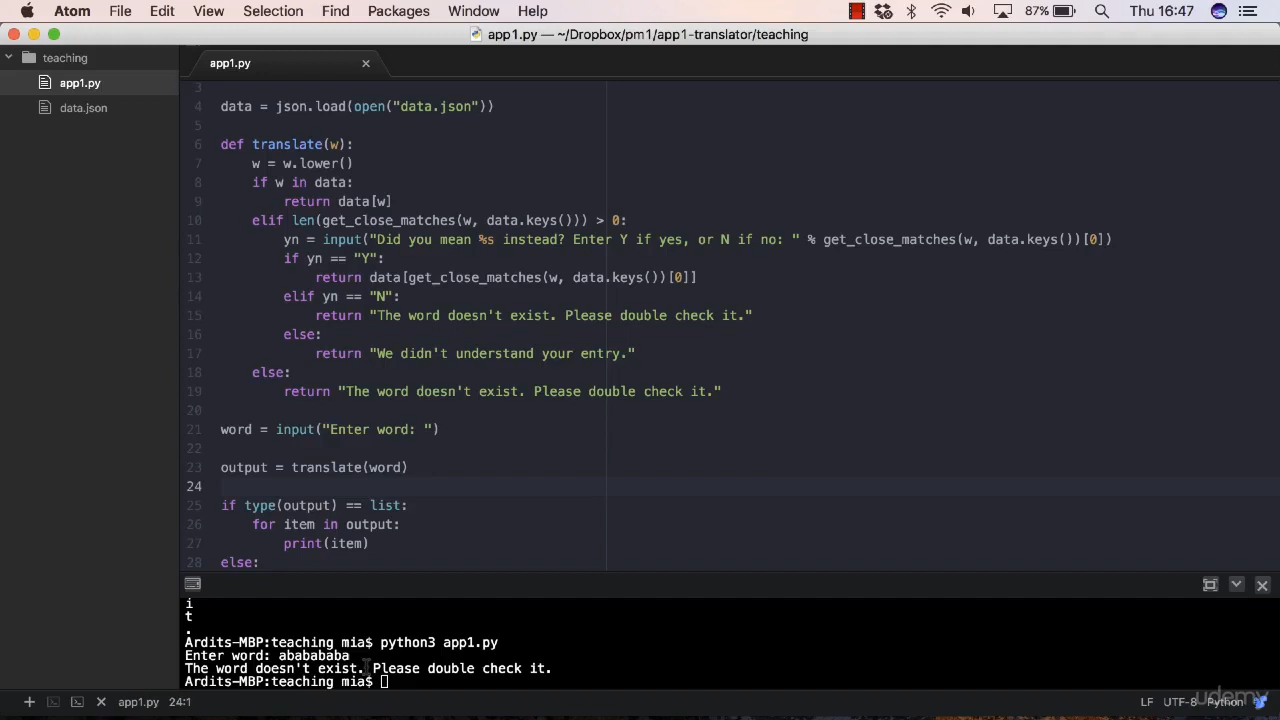 Atom File Edit View Selection Find Packages Window Help 87% Thu 16:47
app1.py — ~/Dropbox/pm1/app1-translator/teaching
teaching
app1.py
data.json
app1.py
3
4 data = json.load(open("data.json"))
5
6 def translate(w):
7 w = w.lower()
8 if w in data:
9 return data[w]
10 elif len(get_close_matches(w, data.keys())) > 0:
11 yn = input("Did you mean %s instead? Enter Y if yes, or N if no: " % get_close_matches(w, data.keys())[0])
12 if yn == "Y":
13 return data[get_close_matches(w, data.keys())[0]]
14 elif yn == "N":
15 return "The word doesn't exist. Please double check it."
16 else:
17 return "We didn't understand your entry."
18 else:
19 return "The word doesn't exist. Please double check it."
20
21 word = input("Enter word: ")
22
23 output = translate(word)
24
25 if type(output) == list:
26 for item in output:
27 print(item)
28 else:
i
t
.
Ardits-MBP:teaching mia$ python3 app1.py
Enter word: ababababa
The word doesn't exist. Please double check it.
Ardits-MBP:teaching mia$
app1.py 24:1 LF UTF-8 Python
udemy